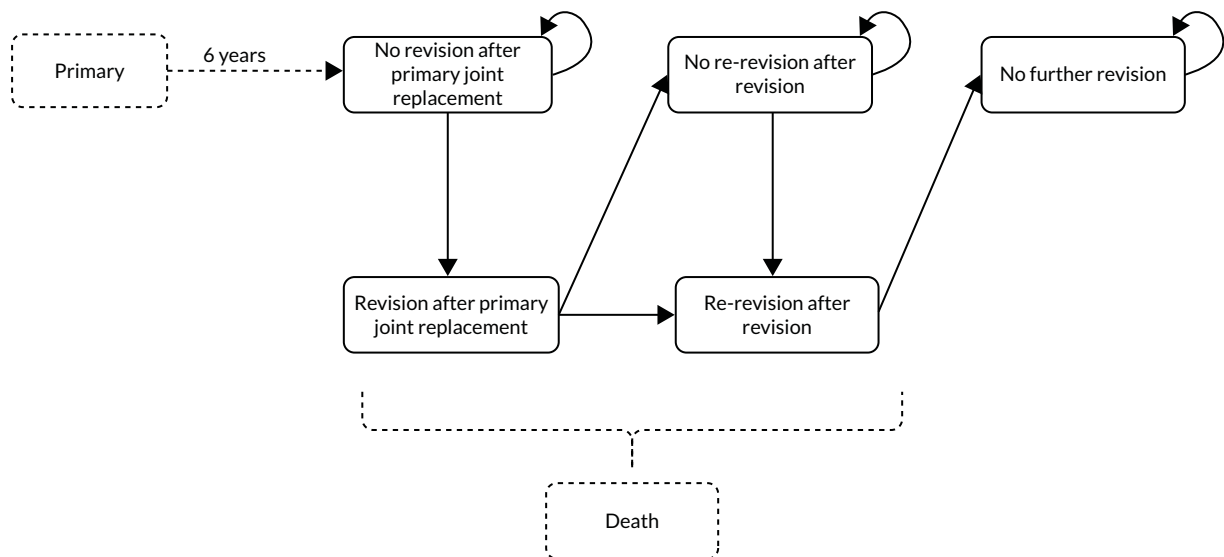 Primary
6 years
No revision after
primary joint
replacement
No re-revision after
revision
No further revision
Revision after primary
joint replacement
Re-revision after
revision
Death